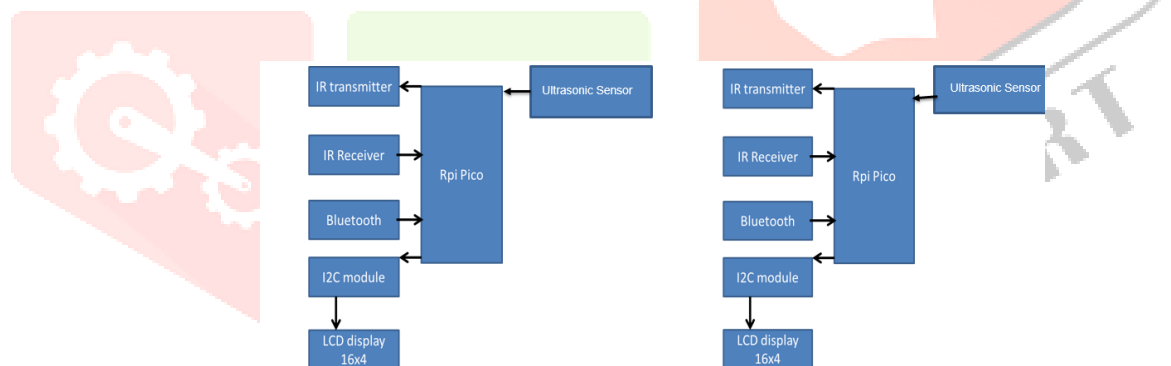 IR transmitter
Ultrasonic Sensor
IR Receiver
Rpi Pico
Bluetooth
I2C module
LCD display
16x4
IR transmitter
Ultrasonic Sensor
IR Receiver
Rpi Pico
Bluetooth
I2C module
LCD display
16x4